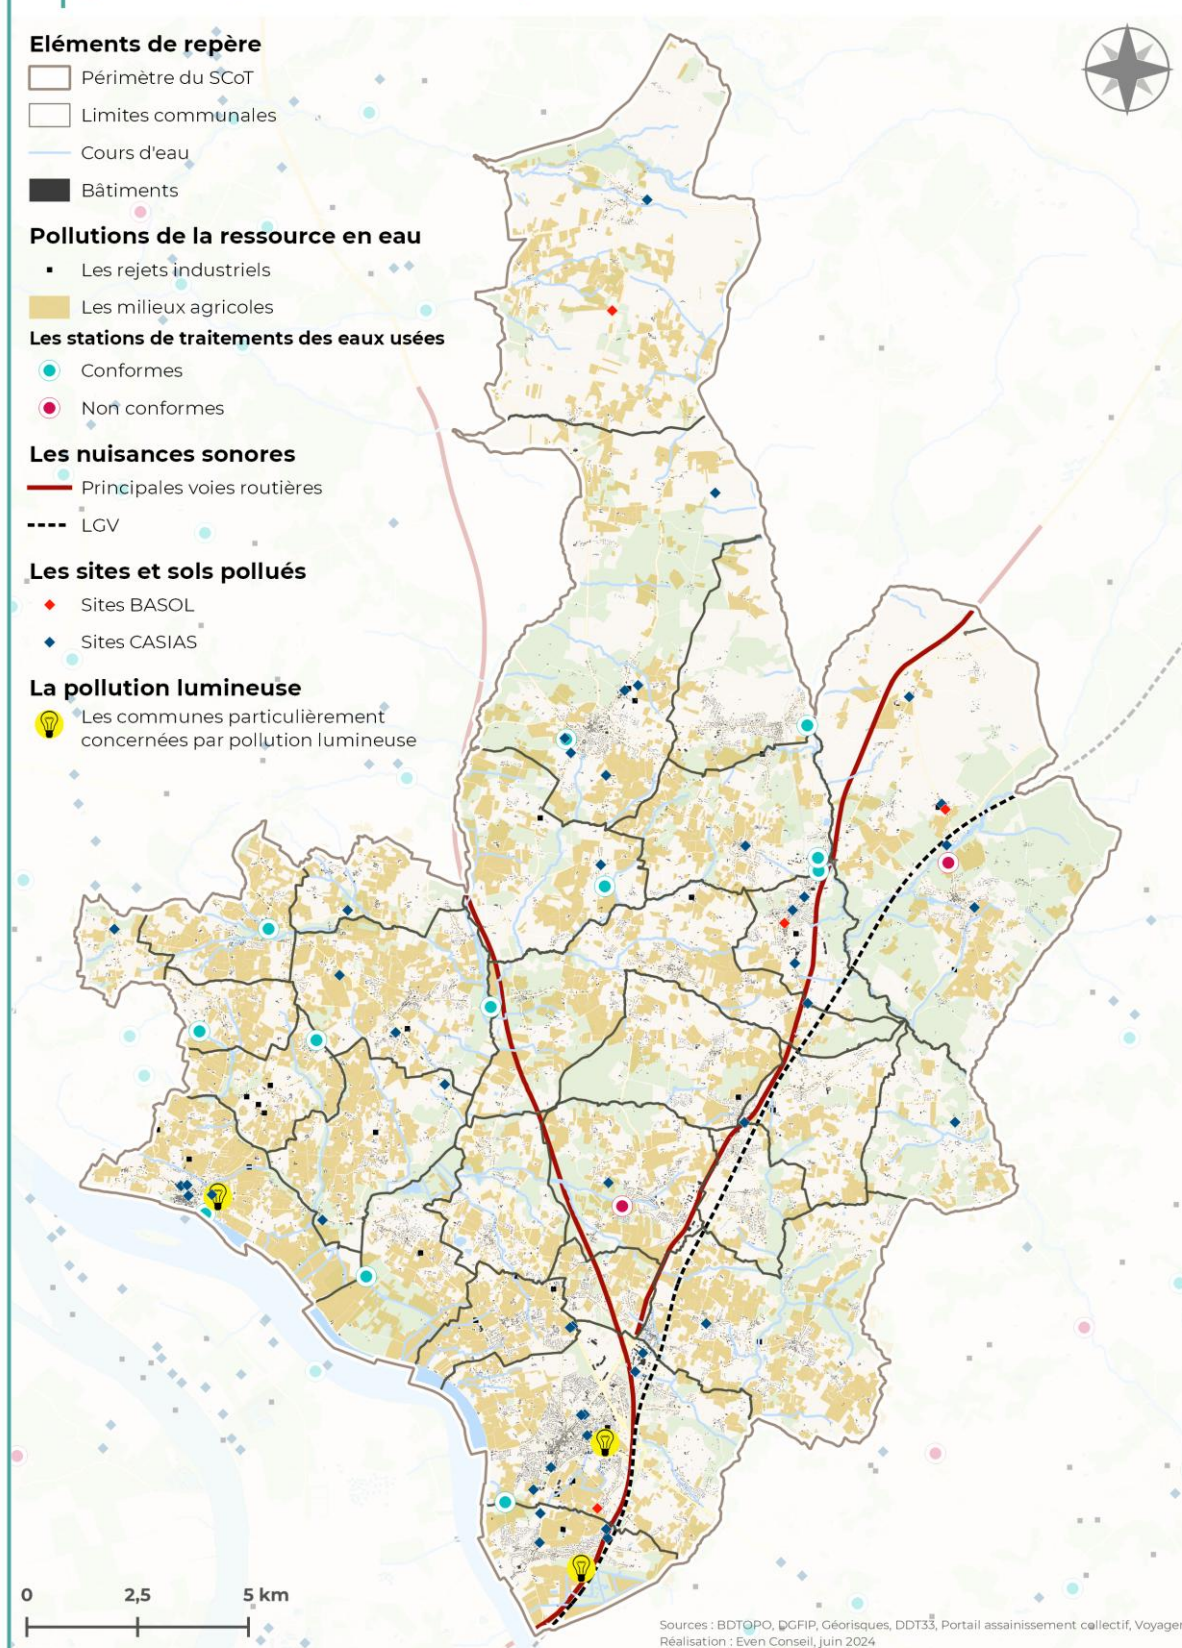 Eléments de repère
Périmètre du SCoT
Limites communales
Cours d'eau
Bâtiments
Pollutions de la ressource en eau
Les rejets industriels
Les milieux agricoles
Les stations de traitements des eaux usées
Conformes
Non conformes
Les nuisances sonores
Principales voies routières
LGV
Les sites et sols pollués
Sites BASOL
Sites CASIAS
La pollution lumineuse
Les communes particulièrement
concernées par pollution lumineuse
0 2,5 5 km
Sources : BDTOPO, DGFIP, Géorisques, DDT33, Portail assainissement collectif, Voyager
Réalisation : Even Conseil, juin 2024